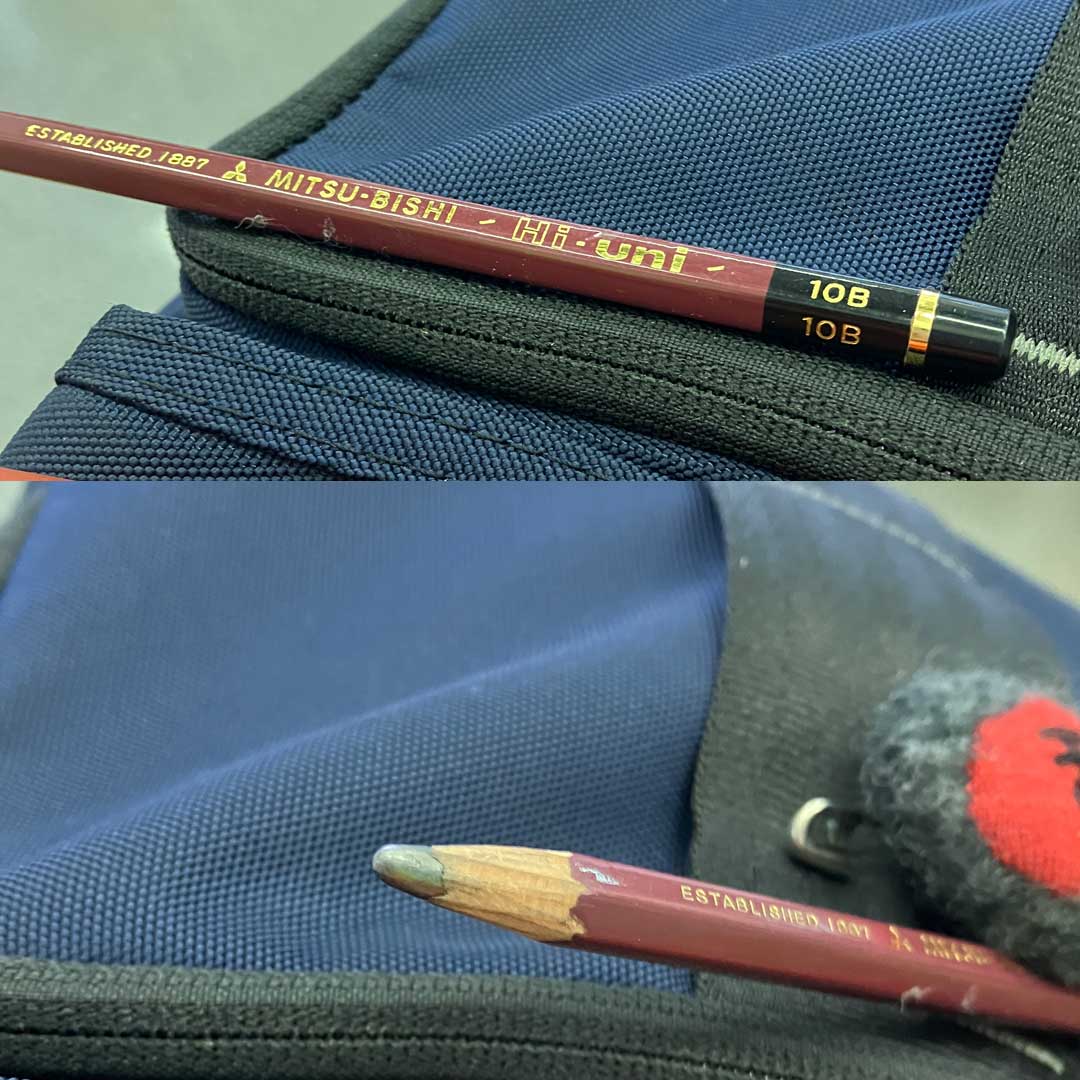 ESTABLISHED 1887 MITSU-BISHI - Hi-uni -
10B
10B
ESTABLISHED